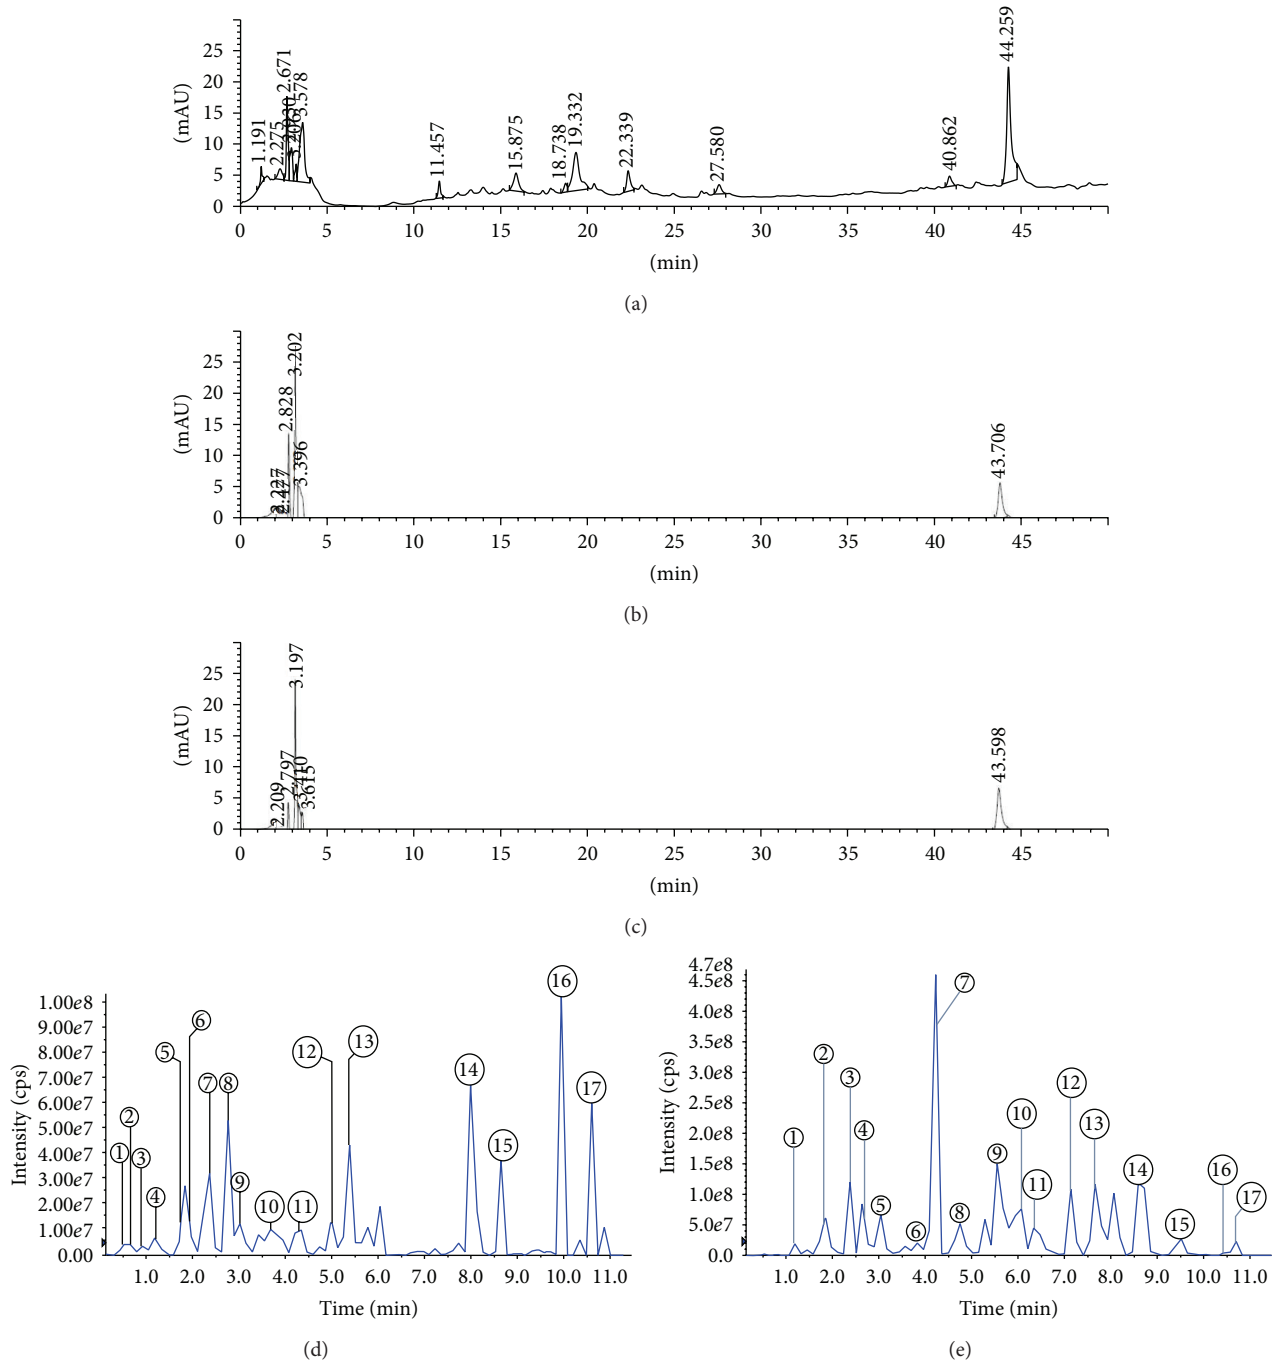 25
20
15
10
5
0
(mAU)
1.191
2.275
2.671
3.578
11.457
15.875
18.738
19.332
22.339
27.580
40.862
44.259
0 5 10 15 20 25 30 35 40 45
(min)
(a)
25
20
15
10
5
0
(mAU)
2.828
3.202
3.396
43.706
0 5 10 15 20 25 30 35 40 45
(min)
(b)
25
20
15
10
5
0
(mAU)
2.209
2.797
3.197
3.410
3.615
43.598
0 5 10 15 20 25 30 35 40 45
(min)
(c)
1.00e8
9.00e7
8.00e7
7.00e7
6.00e7
5.00e7
4.00e7
3.00e7
2.00e7
1.00e7
0.00
Intensity (cps)
1 2 3 4 5 6 7 8 9 10 11 12 13 14 15 16 17
1.0 2.0 3.0 4.0 5.0 6.0 7.0 8.0 9.0 10.0 11.0
Time (min)
(d)
4.7e8
4.5e8
4.0e8
3.5e8
3.0e8
2.5e8
2.0e8
1.5e8
1.0e8
5.0e7
0.0
Intensity (cps)
1 2 3 4 5 6 7 8 9 10 11 12 13 14 15 16 17
1.0 2.0 3.0 4.0 5.0 6.0 7.0 8.0 9.0 10.0 11.0
Time (min)
(e)